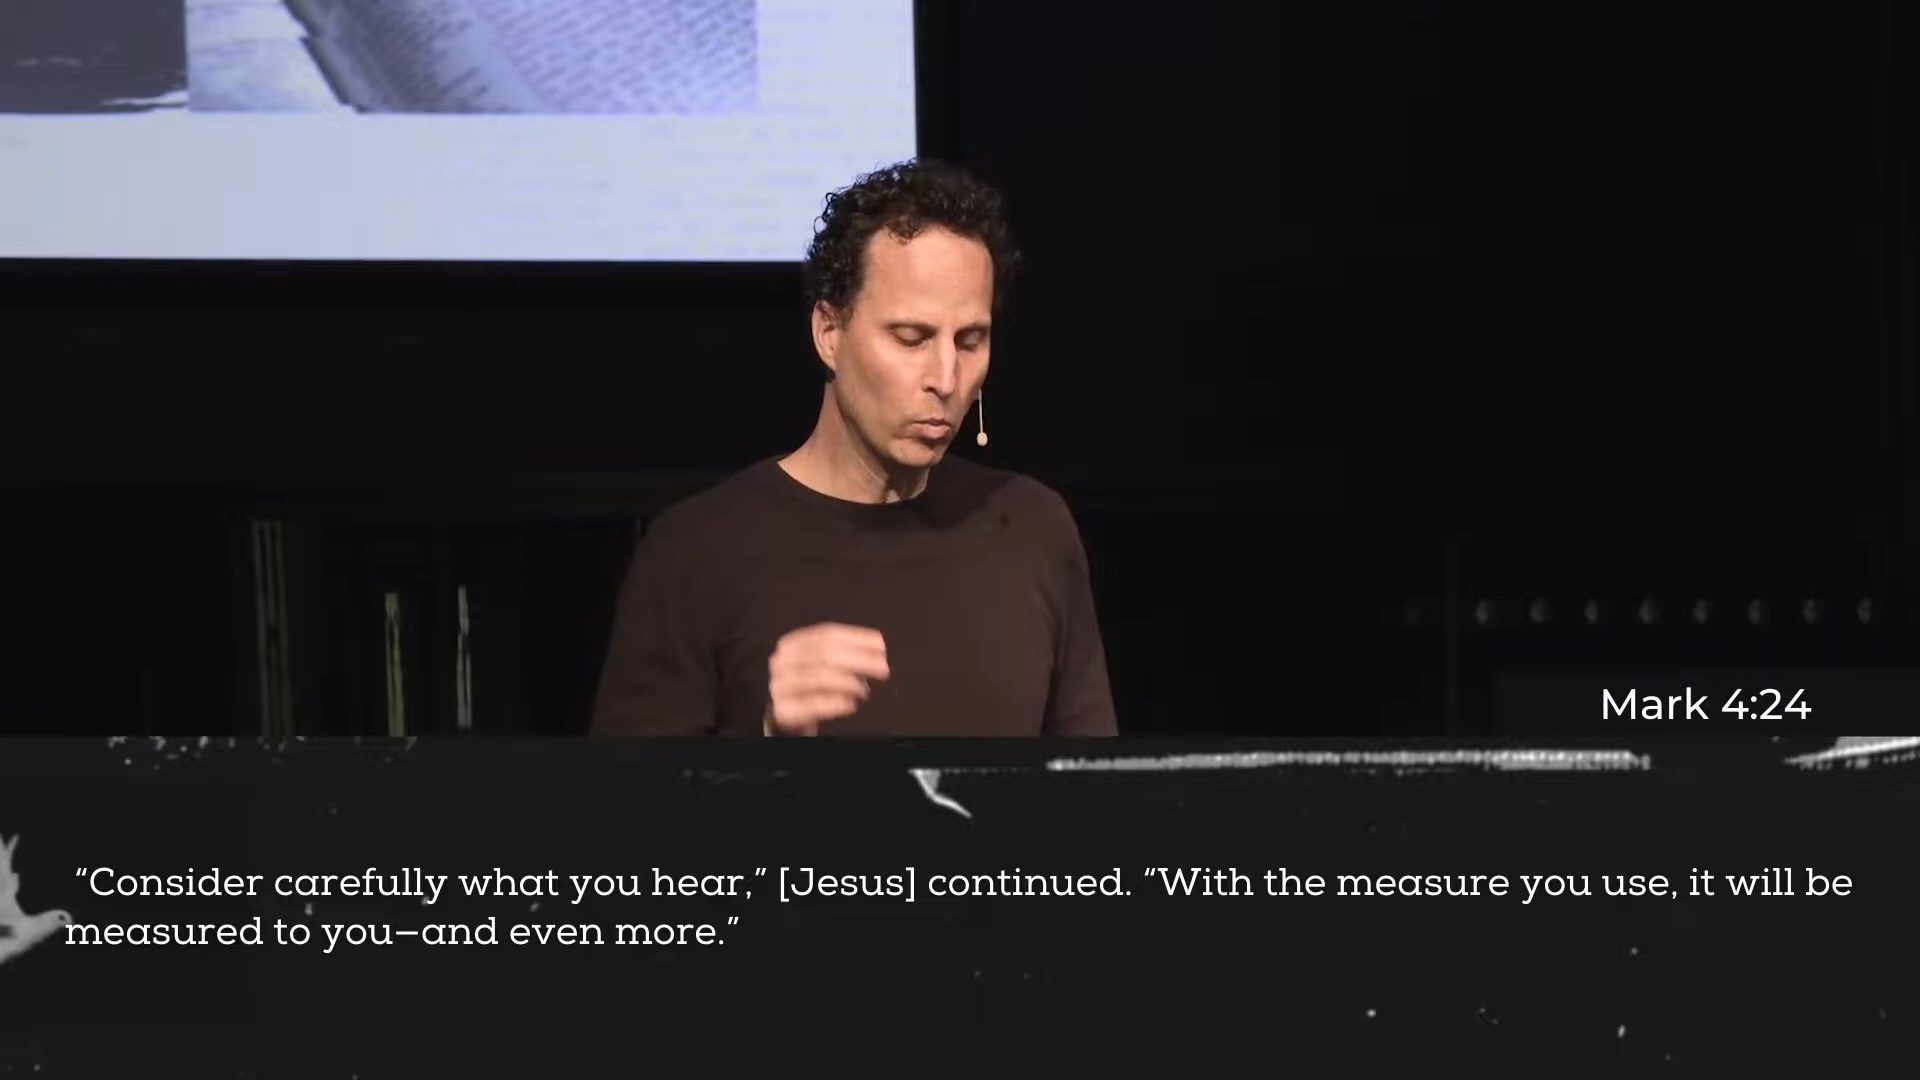 Mark 4:24
“Consider carefully what you hear,” [Jesus] continued. “With the measure you use, it will be
measured to you—and even more.”